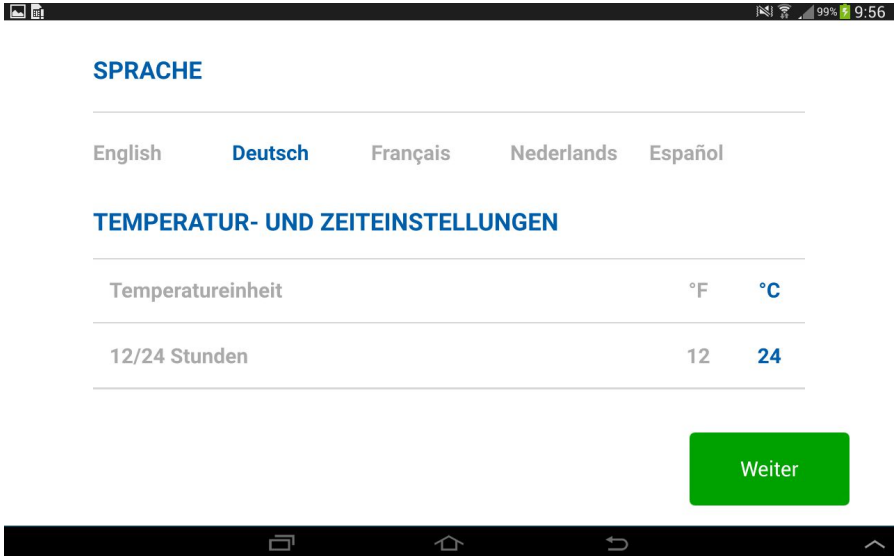 99% 9:56
SPRACHE
English Deutsch Français Nederlands Español
TEMPERATUR- UND ZEITEINSTELLUNGEN
Temperatureinheit °F °C
12/24 Stunden 12 24
Weiter